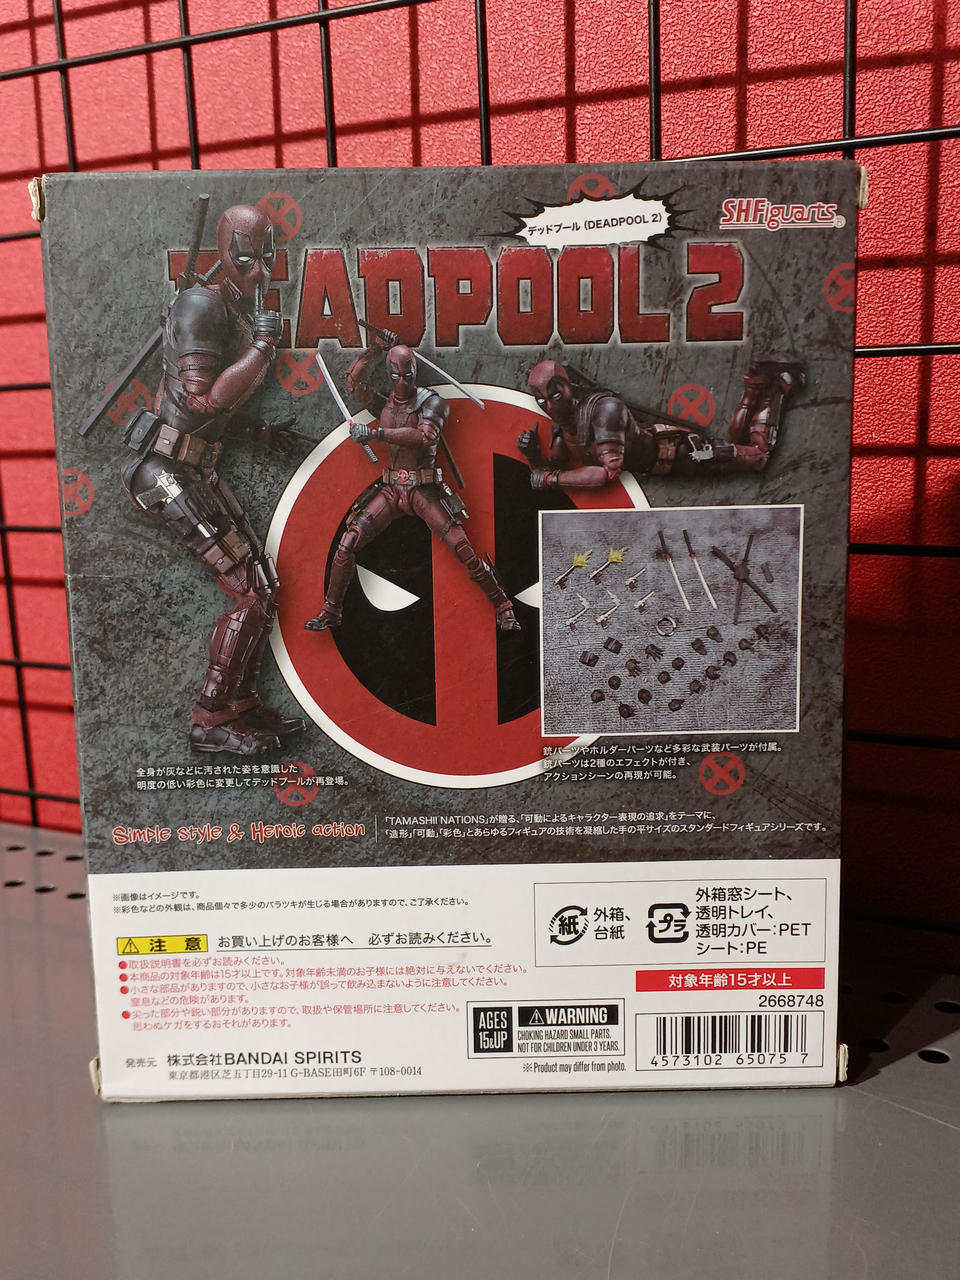 デッドプール (DEADPOOL 2)
SHFiguarts
DEADPOOL 2
銃パーツやホルダーパーツなど多彩な武装パーツが付属。
銃パーツは2種のエフェクトが付き、
アクションシーンの再現が可能。
全身が灰などに汚された姿を意識した
明度の低い彩色に変更してデッドプールが再登場。
Simple style & Heroic action
「TAMASHII NATIONS」が贈る、「可動によるキャラクター表現の追求」をテーマに、
「造形」「可動」「彩色」とあらゆるフィギュアの技術を凝縮した手の平サイズのスタンダードフィギュアシリーズです。
※画像はイメージです。
※彩色などの外観は、商品個々で多少のバラツキが生じる場合がありますので、ご了承ください。
注意 お買い上げのお客様へ 必ずお読みください。
●取扱説明書を必ずお読みください。
●本商品の対象年齢は15才以上です。対象年齢未満のお子様には絶対に与えないでください。
●小さな部品がありますので、小さなお子様が誤って飲み込まないように注意してください。
窒息などの危険があります。
●尖った部分や鋭い部分がありますので、取扱や保管場所に注意してください。
思わぬケガをするおそれがあります。
発売元 株式会社BANDAI SPIRITS
東京都港区芝五丁目29-11 G-BASE田町6F 〒108-0014
紙 外箱、
台紙
プラ 外箱窓シート、
透明トレイ、
透明カバー:PET
シート:PE
対象年齢15才以上
2668748
AGES
15&UP
WARNING
CHOKING HAZARD SMALL PARTS.
NOT FOR CHILDREN UNDER 3 YEARS.
※Product may differ from photo.
4573102 65075 7